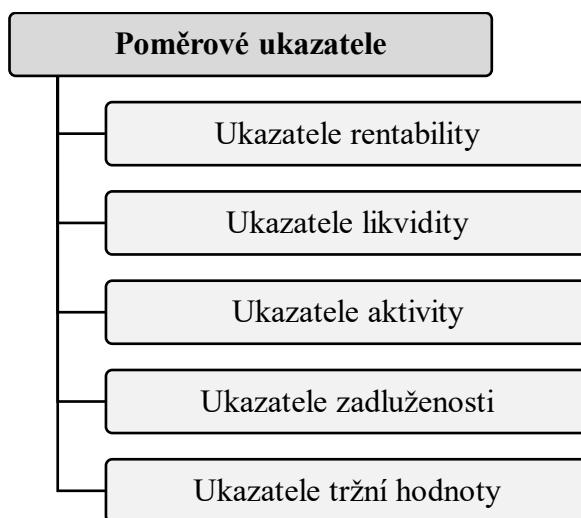 Poměrové ukazatele
Ukazatele rentability
Ukazatele likvidity
Ukazatele aktivity
Ukazatele zadluženosti
Ukazatele tržní hodnoty